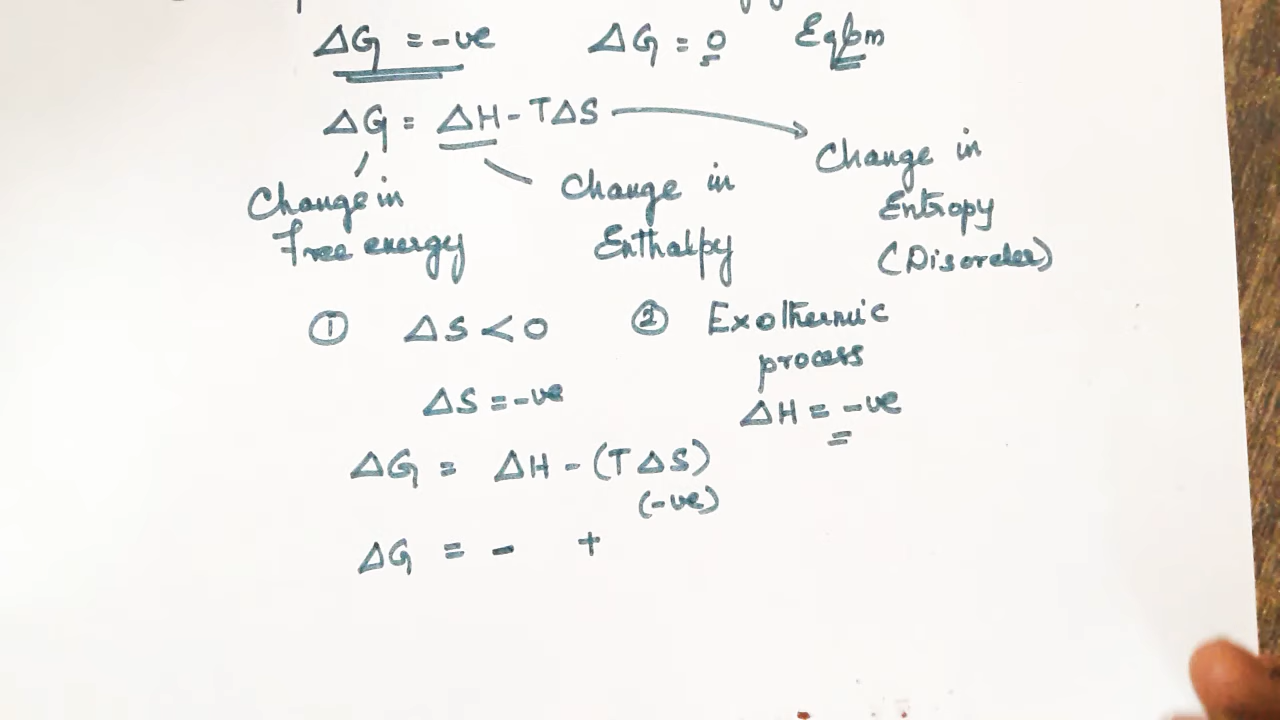 ΔG = -ve ΔG = 0 Eqbm
ΔG = ΔH - TΔS
Change in Free energy
Change in Enthalpy
Change in Entropy (Disorder)
① ΔS < 0 ② Exothermic
process
ΔS = -ve ΔH = -ve
ΔG = ΔH - (TΔS)
(-ve)
ΔG = - +